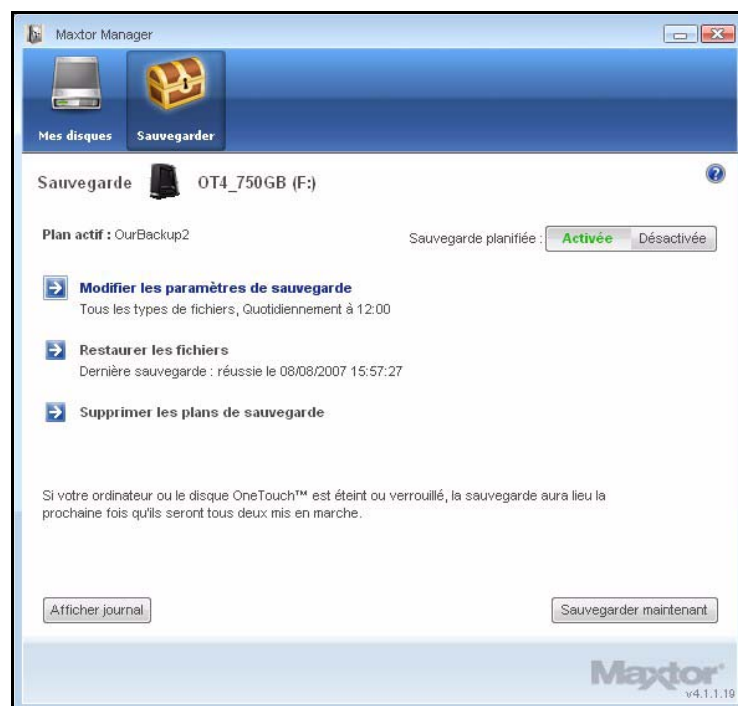 Maxtor Manager
Mes disques
Sauvegarder
Sauvegarde OT4_750GB (F:)
Plan actif : OurBackup2
Sauvegarde planifiée : Activée Désactivée
Modifier les paramètres de sauvegarde
Tous les types de fichiers, Quotidiennement à 12:00
Restaurer les fichiers
Dernière sauvegarde : réussie le 08/08/2007 15:57:27
Supprimer les plans de sauvegarde
Si votre ordinateur ou le disque OneTouch™ est éteint ou verrouillé, la sauvegarde aura lieu la
prochaine fois qu'ils seront tous deux mis en marche.
Afficher journal
Sauvegarder maintenant
Maxtor
v4.1.1.19